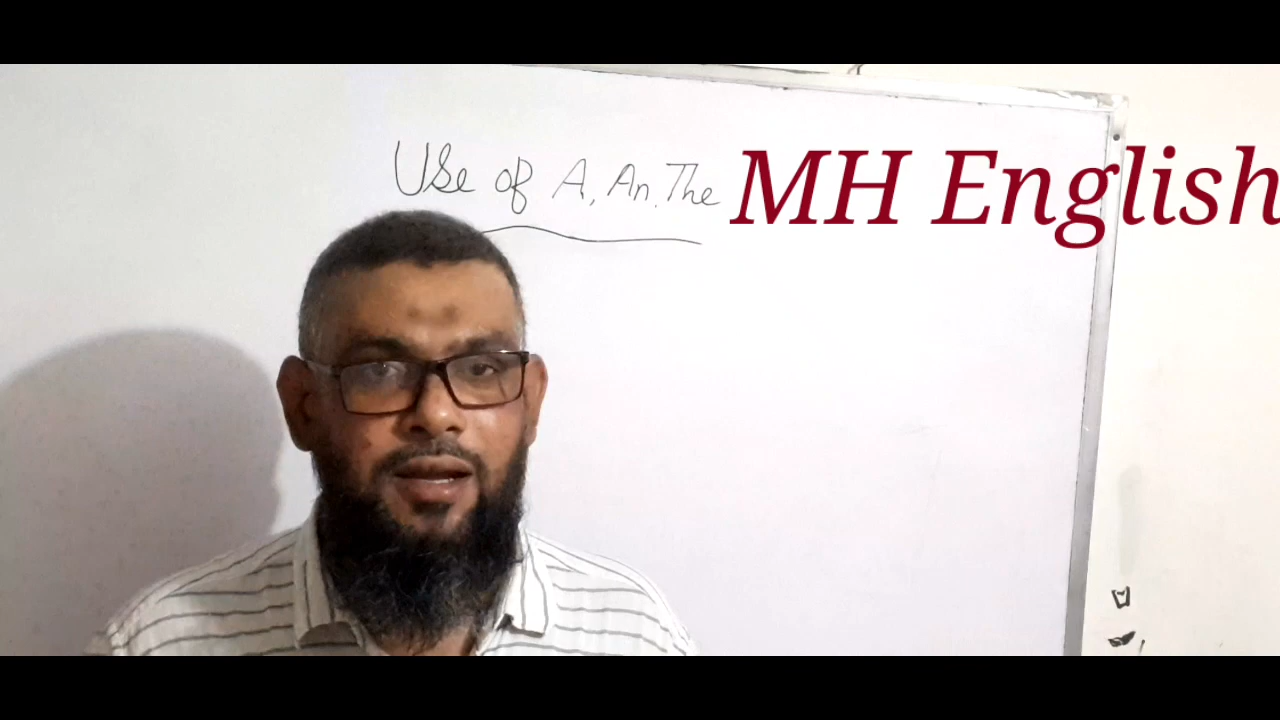 Use of A, An, The
MH English